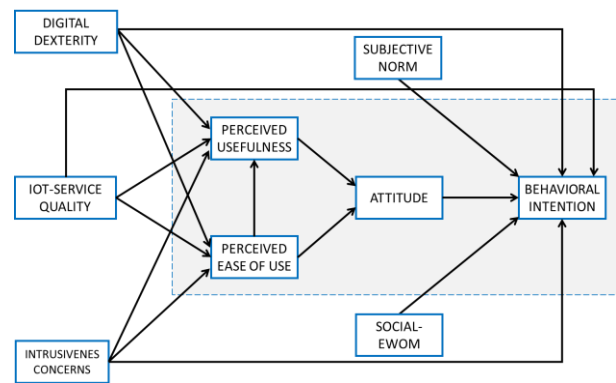 DIGITAL
DEXTERITY
SUBJECTIVE
NORM
PERCEIVED
USEFULNESS
IOT-SERVICE
QUALITY
ATTITUDE
BEHAVIORAL
INTENTION
PERCEIVED
EASE OF USE
SOCIAL-
EWOM
INTRUSIVENES
CONCERNS